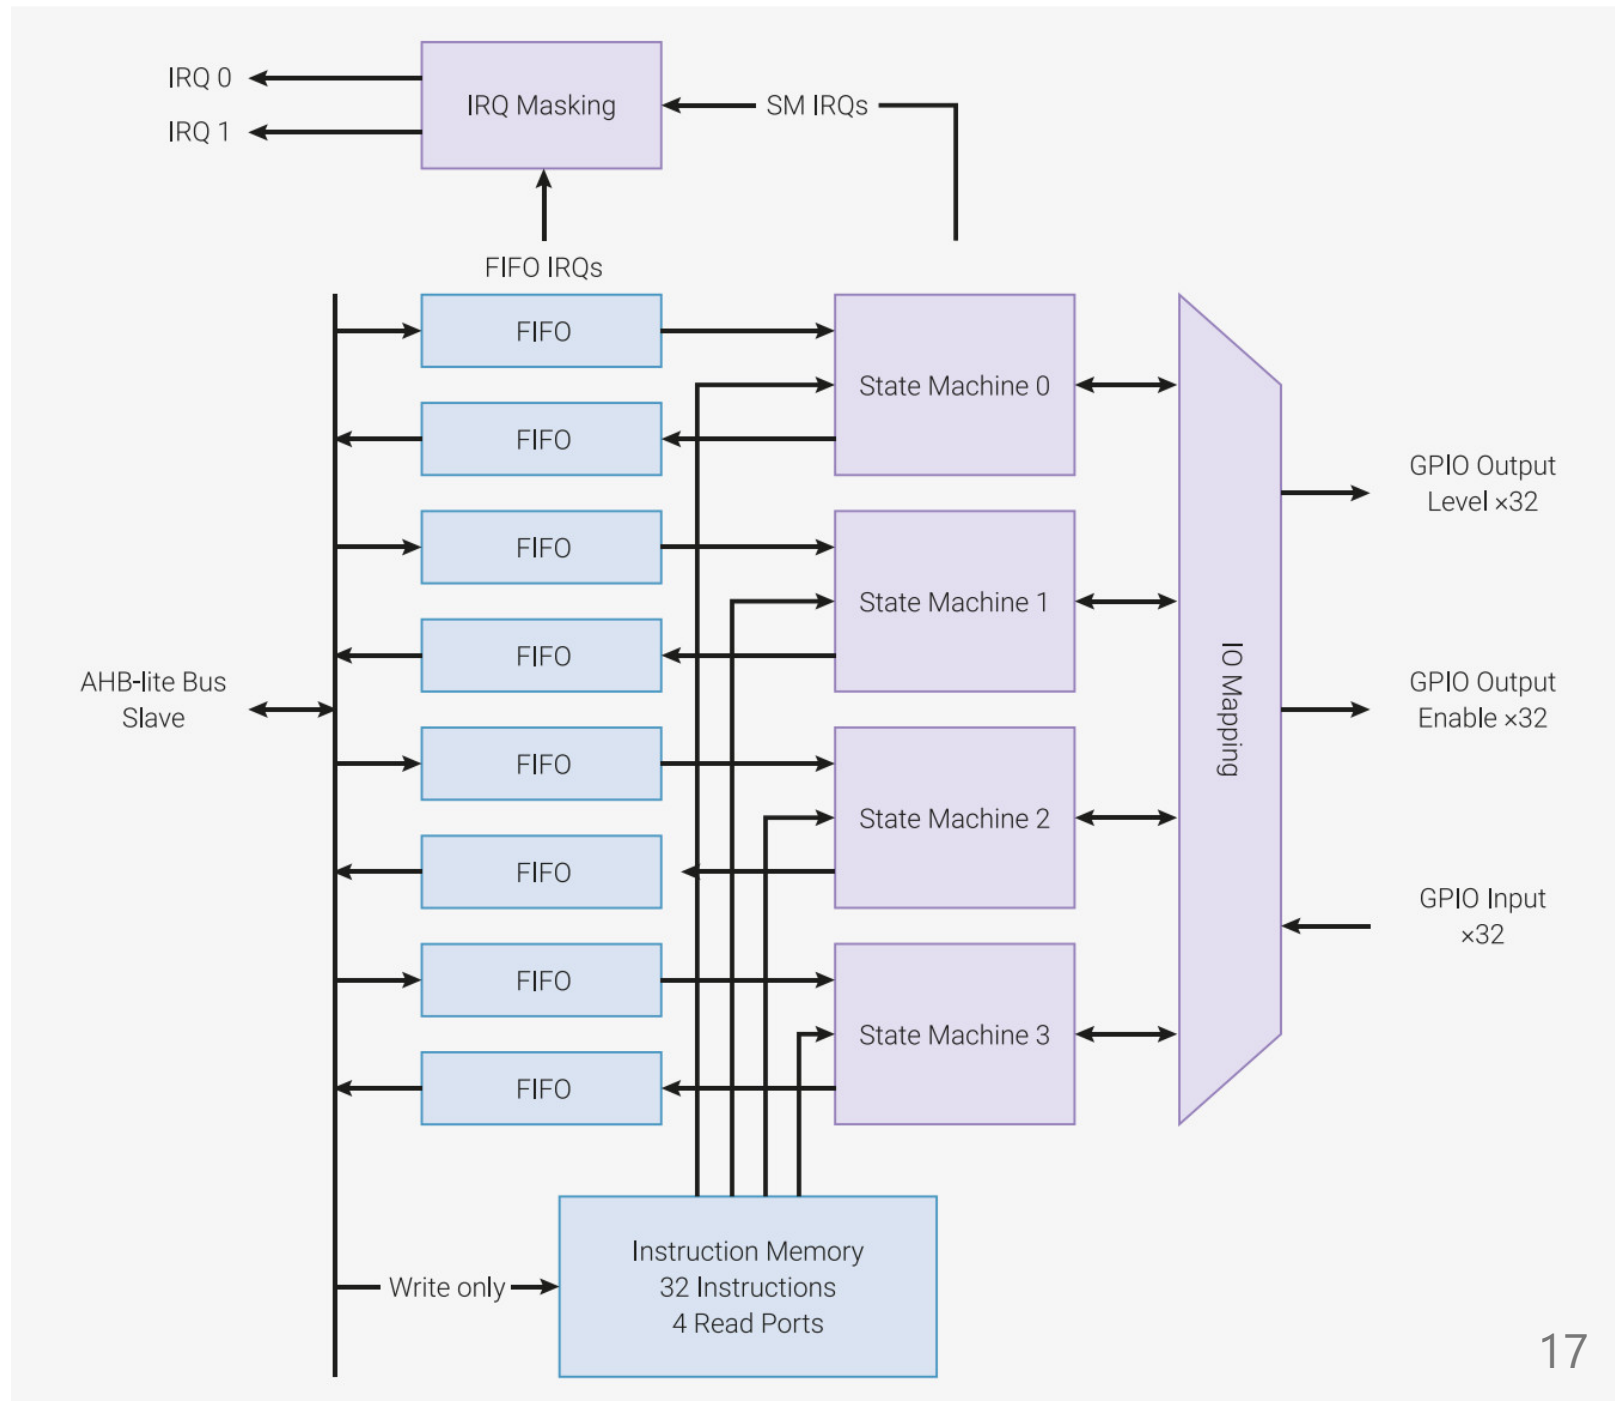 IRQ 0
IRQ 1
IRQ Masking
SM IRQs
FIFO IRQs
FIFO
FIFO
FIFO
FIFO
FIFO
FIFO
FIFO
FIFO
State Machine 0
State Machine 1
State Machine 2
State Machine 3
AHB-lite Bus
Slave
IO Mapping
GPIO Output
Level ×32
GPIO Output
Enable ×32
GPIO Input
×32
Write only
Instruction Memory
32 Instructions
4 Read Ports
17